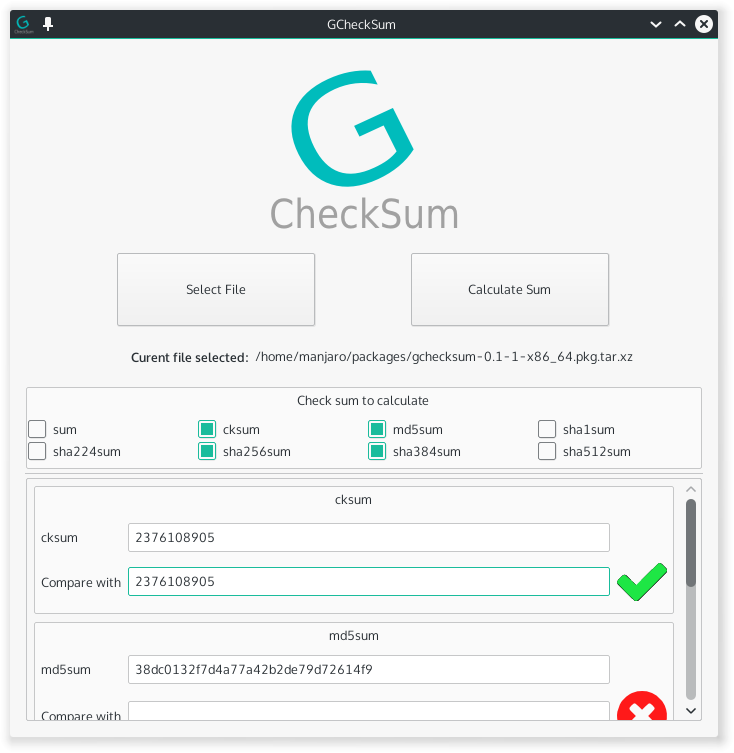 GCheckSum
G
CheckSum
Select File
Calculate Sum
Curent file selected: /home/manjaro/packages/gchecksum-0.1-1-x86_64.pkg.tar.xz
Check sum to calculate
sum cksum md5sum sha1sum
sha224sum sha256sum sha384sum sha512sum
cksum
cksum 2376108905
Compare with 2376108905
md5sum
md5sum 38dc0132f7d4a77a42b2de79d72614f9
Compare with